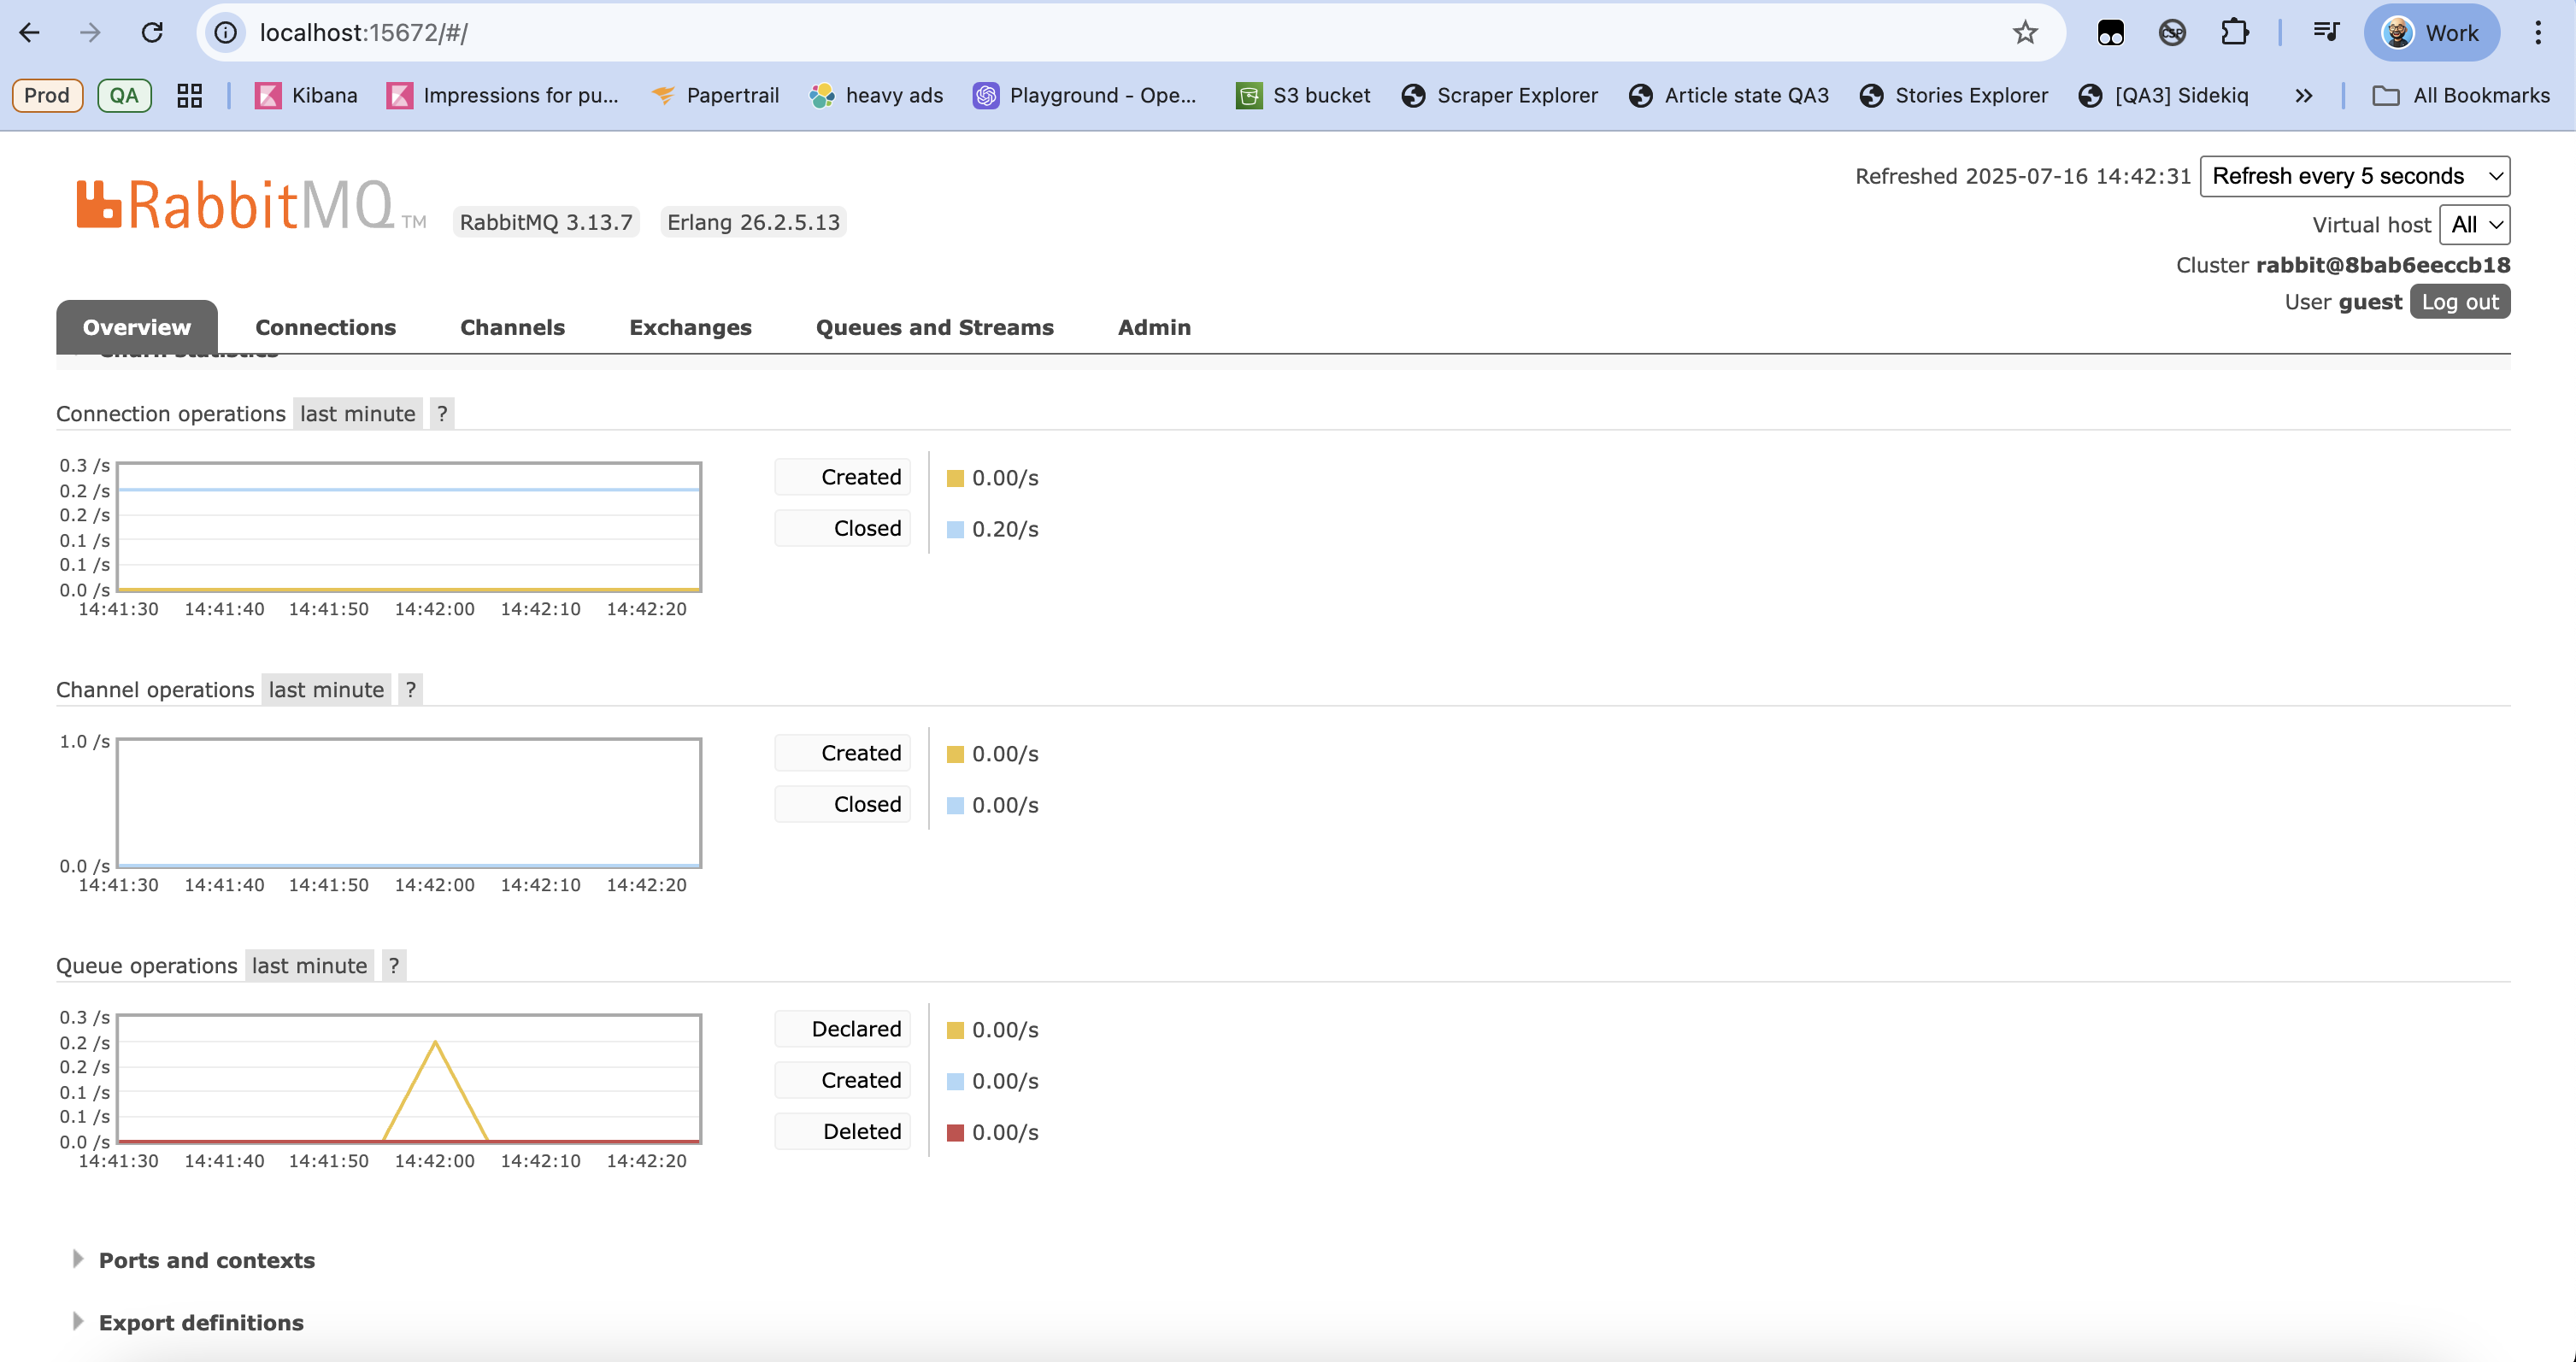 localhost:15672/#/
Work
Prod QA Kibana Impressions for pu... Papertrail heavy ads Playground - Ope... S3 bucket Scraper Explorer Article state QA3 Stories Explorer [QA3] Sidekiq » All Bookmarks
RabbitMQ TM RabbitMQ 3.13.7 Erlang 26.2.5.13
Refreshed 2025-07-16 14:42:31 Refresh every 5 seconds
Virtual host All
Cluster rabbit@8bab6eeccb18
User guest Log out
Overview Connections Channels Exchanges Queues and Streams Admin
Churn statistics
Connection operations last minute ?
0.3 /s
0.2 /s
0.2 /s
0.1 /s
0.1 /s
0.0 /s
14:41:30 14:41:40 14:41:50 14:42:00 14:42:10 14:42:20
Created 0.00/s
Closed 0.20/s
Channel operations last minute ?
1.0 /s
0.0 /s
14:41:30 14:41:40 14:41:50 14:42:00 14:42:10 14:42:20
Created 0.00/s
Closed 0.00/s
Queue operations last minute ?
0.3 /s
0.2 /s
0.2 /s
0.1 /s
0.1 /s
0.0 /s
14:41:30 14:41:40 14:41:50 14:42:00 14:42:10 14:42:20
Declared 0.00/s
Created 0.00/s
Deleted 0.00/s
Ports and contexts
Export definitions